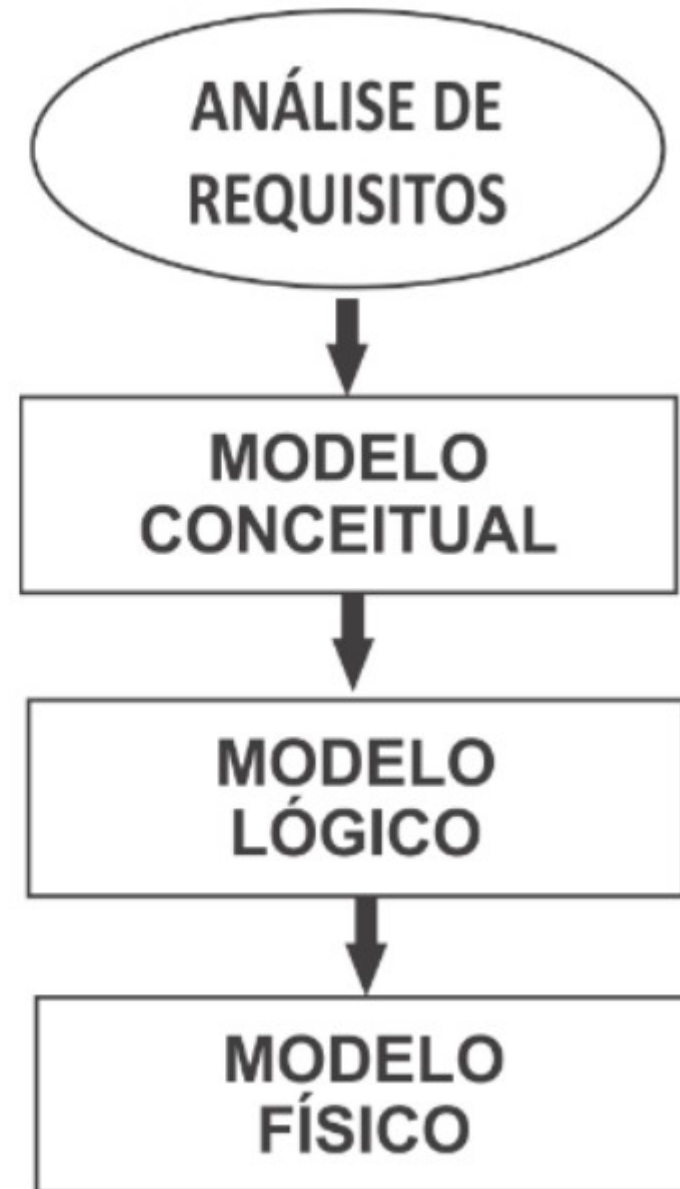 ANÁLISE DE
REQUISITOS
MODELO
CONCEITUAL
MODELO
LÓGICO
MODELO
FÍSICO